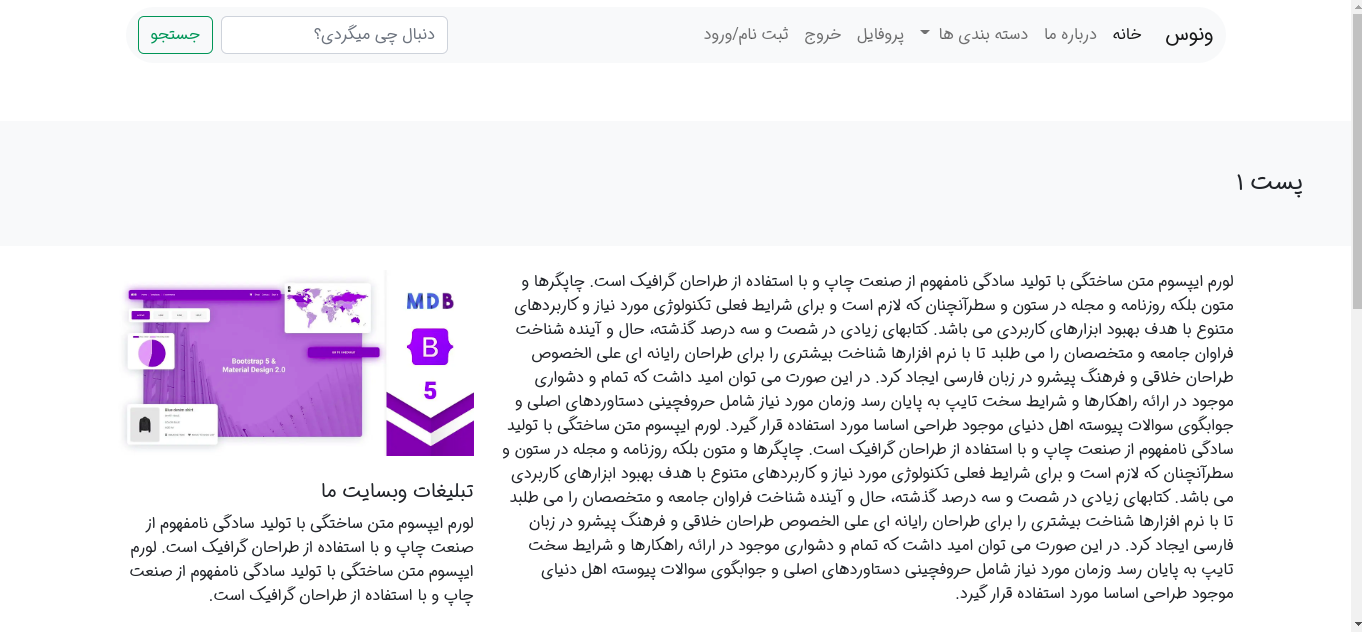 ونوس
خانه
درباره ما
دسته بندی ها
پروفایل
خروج
ثبت نام/ورود
دنبال چی میگردی؟
جستجو
پست ۱
لورم ایپسوم متن ساختگی با تولید سادگی نامفهوم از صنعت چاپ و با استفاده از طراحان گرافیک است. چاپگرها و
متون بلکه روزنامه و مجله در ستون و سطرآنچنان که لازم است و برای شرایط فعلی تکنولوژی مورد نیاز و کاربردهای
متنوع با هدف بهبود ابزارهای کاربردی می باشد. کتابهای زیادی در شصت و سه درصد گذشته، حال و آینده شناخت
فراوان جامعه و متخصصان را می طلبد تا با نرم افزارها شناخت بیشتری را برای طراحان رایانه ای علی الخصوص
طراحان خلاقی و فرهنگ پیشرو در زبان فارسی ایجاد کرد. در این صورت می توان امید داشت که تمام و دشواری
موجود در ارائه راهکارها و شرایط سخت تایپ به پایان رسد وزمان مورد نیاز شامل حروفچینی دستاوردهای اصلی و
جوابگوی سوالات پیوسته اهل دنیای موجود طراحی اساسا مورد استفاده قرار گیرد. لورم ایپسوم متن ساختگی با تولید
سادگی نامفهوم از صنعت چاپ و با استفاده از طراحان گرافیک است. چاپگرها و متون بلکه روزنامه و مجله در ستون و
سطرآنچنان که لازم است و برای شرایط فعلی تکنولوژی مورد نیاز و کاربردهای متنوع با هدف بهبود ابزارهای کاربردی
می باشد. کتابهای زیادی در شصت و سه درصد گذشته، حال و آینده شناخت فراوان جامعه و متخصصان را می طلبد
تا با نرم افزارها شناخت بیشتری را برای طراحان رایانه ای علی الخصوص طراحان خلاقی و فرهنگ پیشرو در زبان
فارسی ایجاد کرد. در این صورت می توان امید داشت که تمام و دشواری موجود در ارائه راهکارها و شرایط سخت
تایپ به پایان رسد وزمان مورد نیاز شامل حروفچینی دستاوردهای اصلی و جوابگوی سوالات پیوسته اهل دنیای
موجود طراحی اساسا مورد استفاده قرار گیرد.
MDB
B
5
Bootstrap 5 &
Material Design 2.0
تبلیغات وبسایت ما
لورم ایپسوم متن ساختگی با تولید سادگی نامفهوم از
صنعت چاپ و با استفاده از طراحان گرافیک است. لورم
ایپسوم متن ساختگی با تولید سادگی نامفهوم از صنعت
چاپ و با استفاده از طراحان گرافیک است.